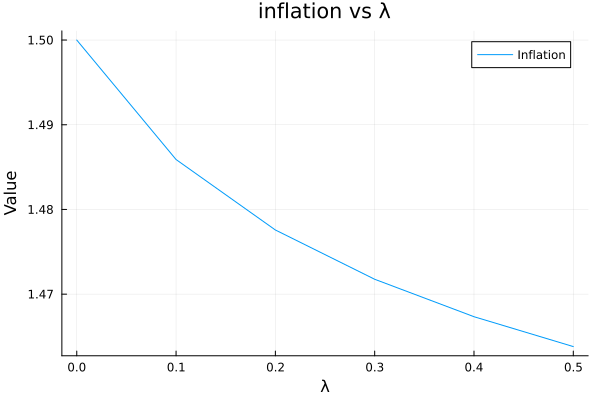 inflation vs λ
Inflation
Value
1.50
1.49
1.48
1.47
0.0 0.1 0.2 0.3 0.4 0.5
λ